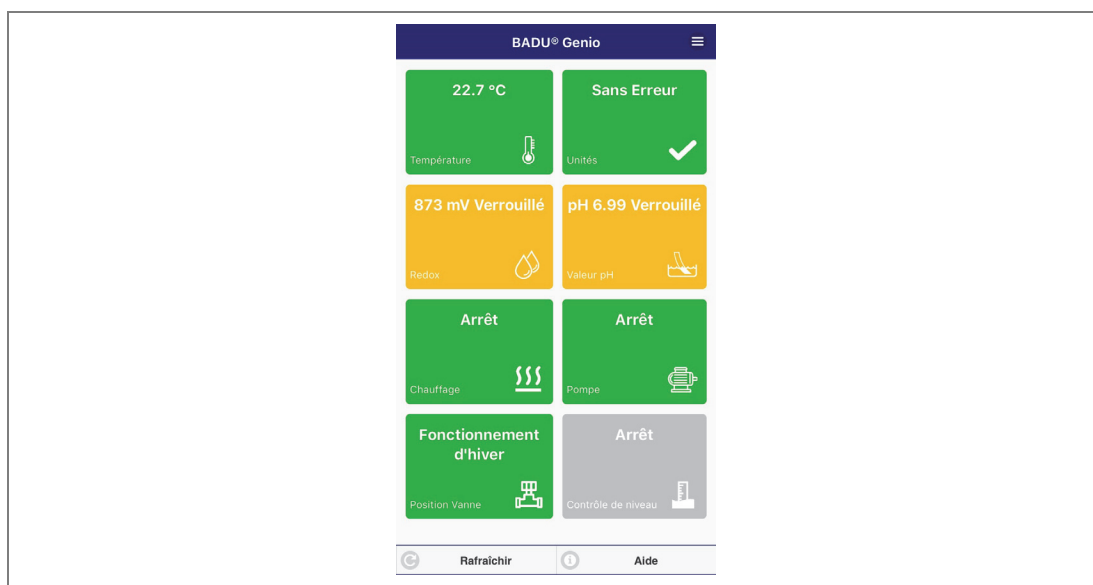 BADU® Genio
22.7 °C
Température
Sans Erreur
Unités
873 mV Verrouillé
Redox
pH 6.99 Verrouillé
Valeur pH
Arrêt
Chauffage
Arrêt
Pompe
Fonctionnement
d'hiver
Position Vanne
Arrêt
Contrôle de niveau
Rafraîchir
Aide